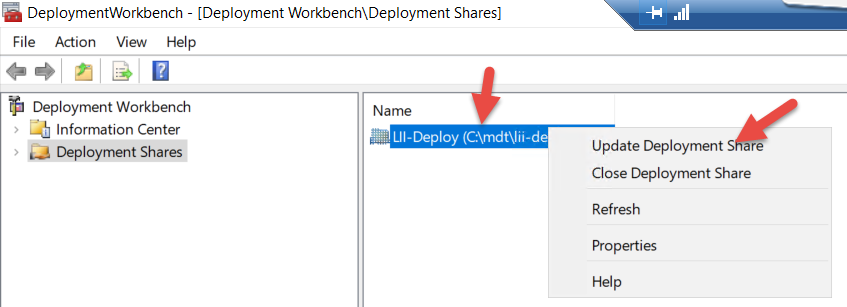 DeploymentWorkbench - [Deployment Workbench\Deployment Shares]
File Action View Help
Deployment Workbench
Information Center
Deployment Shares
Name
LII-Deploy (C:\mdt\lii-de
Update Deployment Share
Close Deployment Share
Refresh
Properties
Help